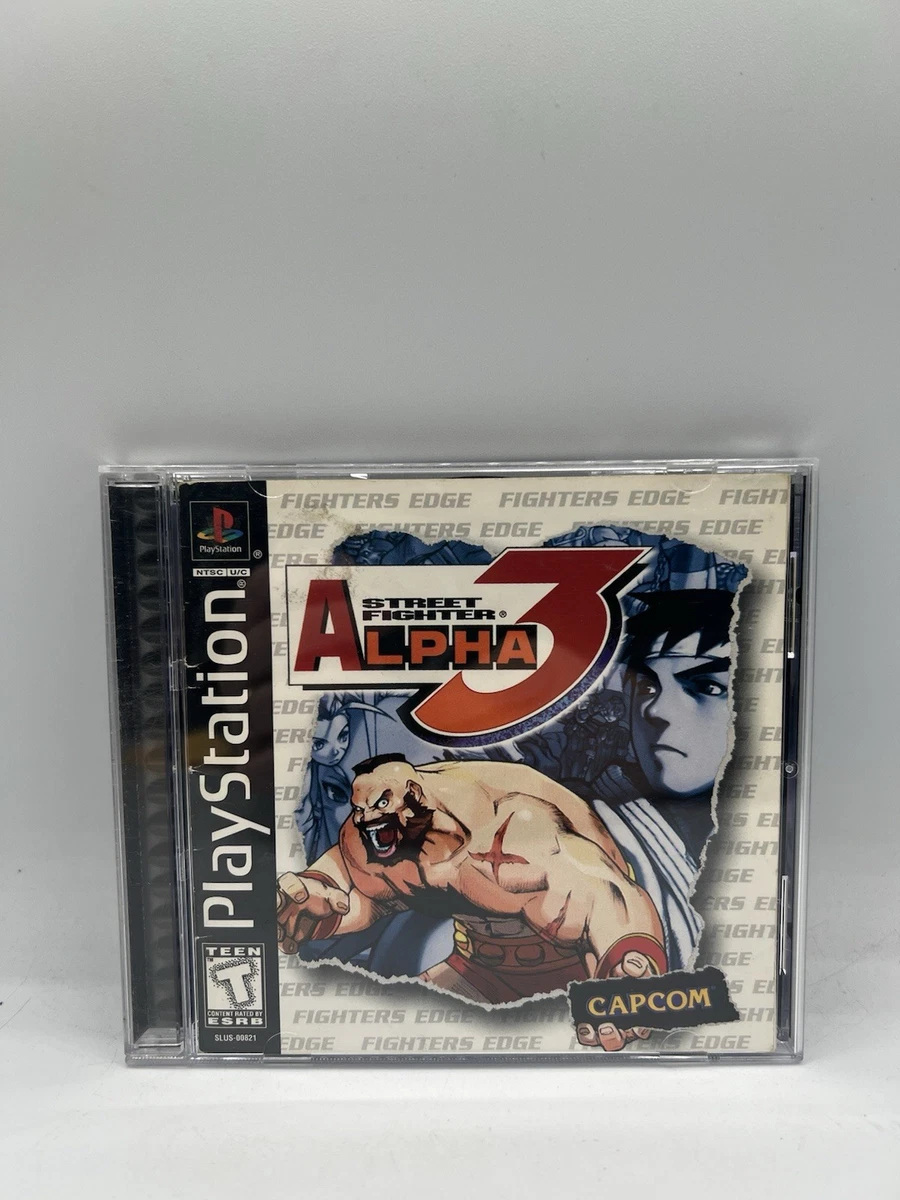 PlayStation
®
NTSC U/C
PlayStation®
TEEN
T
CONTENT RATED BY
ESRB
SLUS-00821
FIGHTERS EDGE FIGHTERS EDGE FIGHT
EDGE FIGHTERS EDGE FIGHTERS EDGE
STREET
FIGHTER®
ALPHA 3
CAPCOM
FIGHTERS EDGE
EDGE FIGHTERS EDGE FIGHTERS EDGE